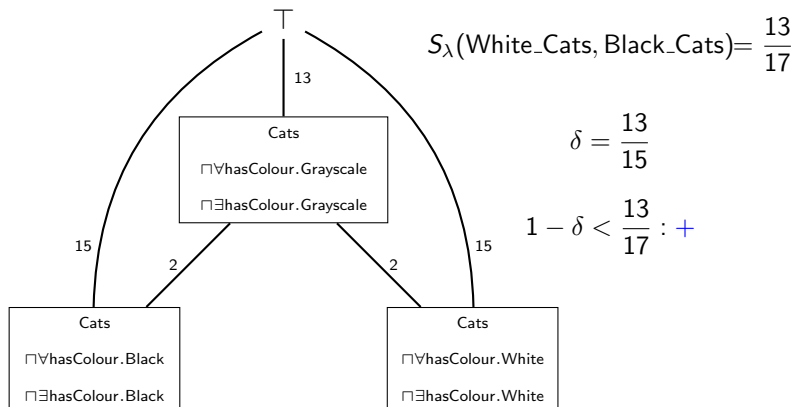 ⊤
S_λ(White_Cats, Black_Cats)= 13/17
13
Cats
⊓∀hasColour.Grayscale
⊓∃hasColour.Grayscale
δ = 13/15
1 − δ < 13/17 : +
15
2
2
15
Cats
⊓∀hasColour.Black
⊓∃hasColour.Black
Cats
⊓∀hasColour.White
⊓∃hasColour.White